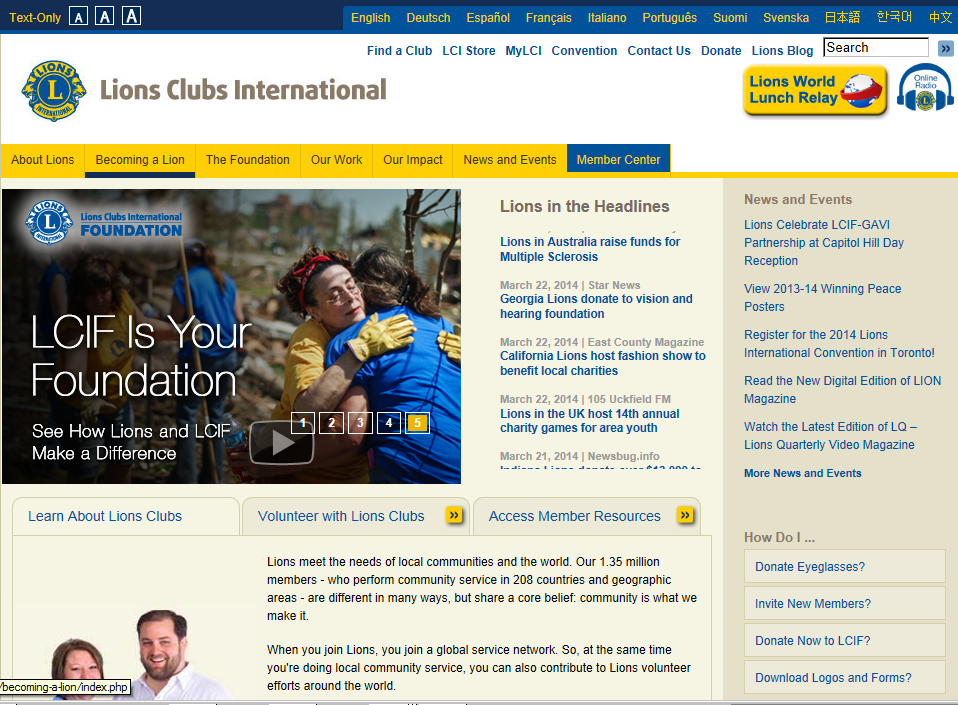 Text-Only A A A
English Deutsch Español Français Italiano Português Suomi Svenska 日本語 한국어 中文
Find a Club LCI Store MyLCI Convention Contact Us Donate Lions Blog Search »
LIONS
L
INTERNATIONAL
Lions Clubs International
Lions World
Lunch Relay
Online
Radio
About Lions Becoming a Lion The Foundation Our Work Our Impact News and Events Member Center
Lions Clubs International
FOUNDATION
LCIF Is Your
Foundation
See How Lions and LCIF
Make a Difference
1 2 3 4 5
Lions in the Headlines
Lions in Australia raise funds for
Multiple Sclerosis
March 22, 2014 | Star News
Georgia Lions donate to vision and
hearing foundation
March 22, 2014 | East County Magazine
California Lions host fashion show to
benefit local charities
March 22, 2014 | 105 Uckfield FM
Lions in the UK host 14th annual
charity games for area youth
March 21, 2014 | Newsbug.info
News and Events
Lions Celebrate LCIF-GAVI
Partnership at Capitol Hill Day
Reception
View 2013-14 Winning Peace
Posters
Register for the 2014 Lions
International Convention in Toronto!
Read the New Digital Edition of LION
Magazine
Watch the Latest Edition of LQ –
Lions Quarterly Video Magazine
More News and Events
How Do I ...
Donate Eyeglasses?
Invite New Members?
Donate Now to LCIF?
Download Logos and Forms?
Learn About Lions Clubs
Volunteer with Lions Clubs »
Access Member Resources »
Lions meet the needs of local communities and the world. Our 1.35 million
members - who perform community service in 208 countries and geographic
areas - are different in many ways, but share a core belief: community is what we
make it.
When you join Lions, you join a global service network. So, at the same time
you're doing local community service, you can also contribute to Lions volunteer
efforts around the world.
/becoming-a-lion/index.php